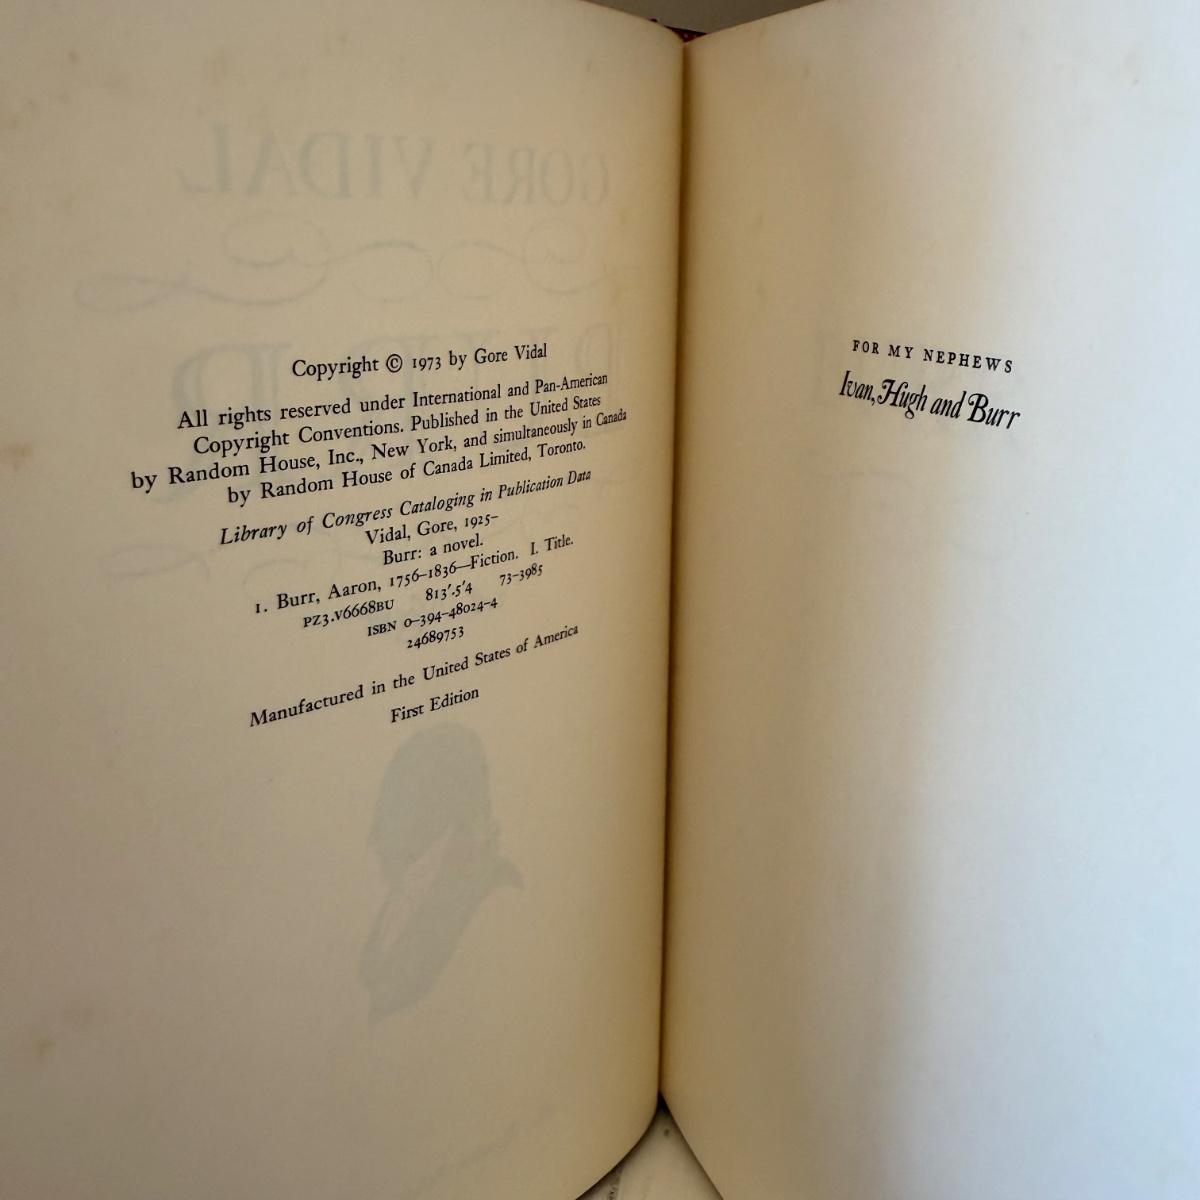 Copyright © 1973 by Gore Vidal
All rights reserved under International and Pan-American
Copyright Conventions. Published in the United States
by Random House, Inc., New York, and simultaneously in Canada
by Random House of Canada Limited, Toronto.
Library of Congress Cataloging in Publication Data
Vidal, Gore, 1925–
Burr: a novel.
1. Burr, Aaron, 1756–1836—Fiction. I. Title.
PZ3.V6668BU 813'.5'4 73-3985
ISBN 0-394-48024-4
24689753
Manufactured in the United States of America
First Edition
FOR MY NEPHEWS
Ivan, Hugh and Burr
GORE VIDAL